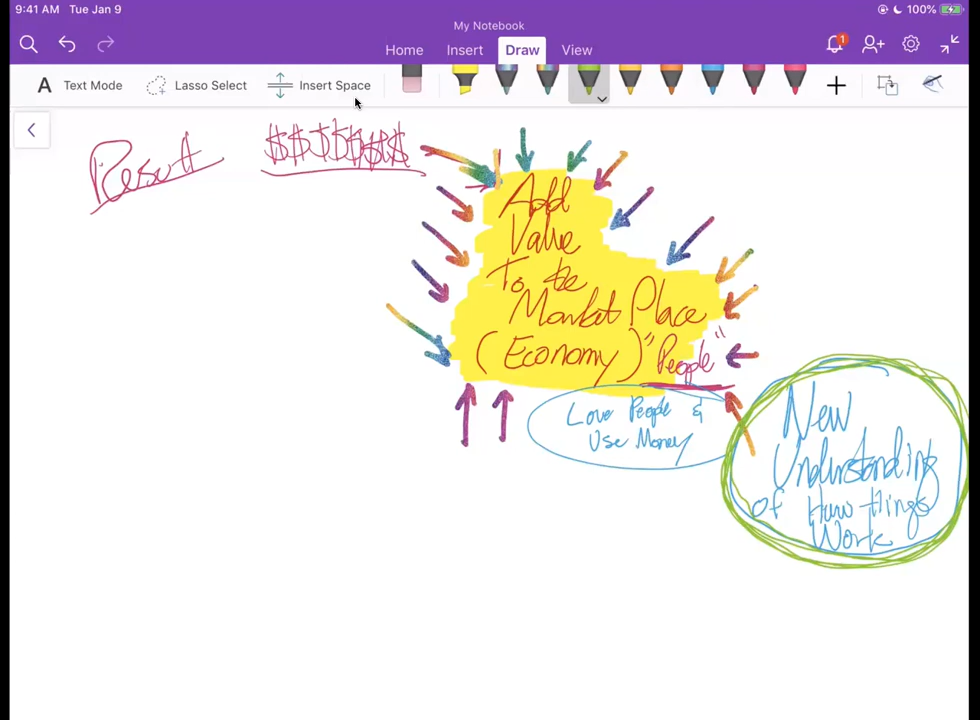 9:41 AM Tue Jan 9
100%
My Notebook
1
Home Insert Draw View
A Text Mode Lasso Select Insert Space
Result $$$$$$$$
Add
Value
To the
Market Place
(Economy) "People"
Love People &
Use Money
New
Understanding
of How things
Work